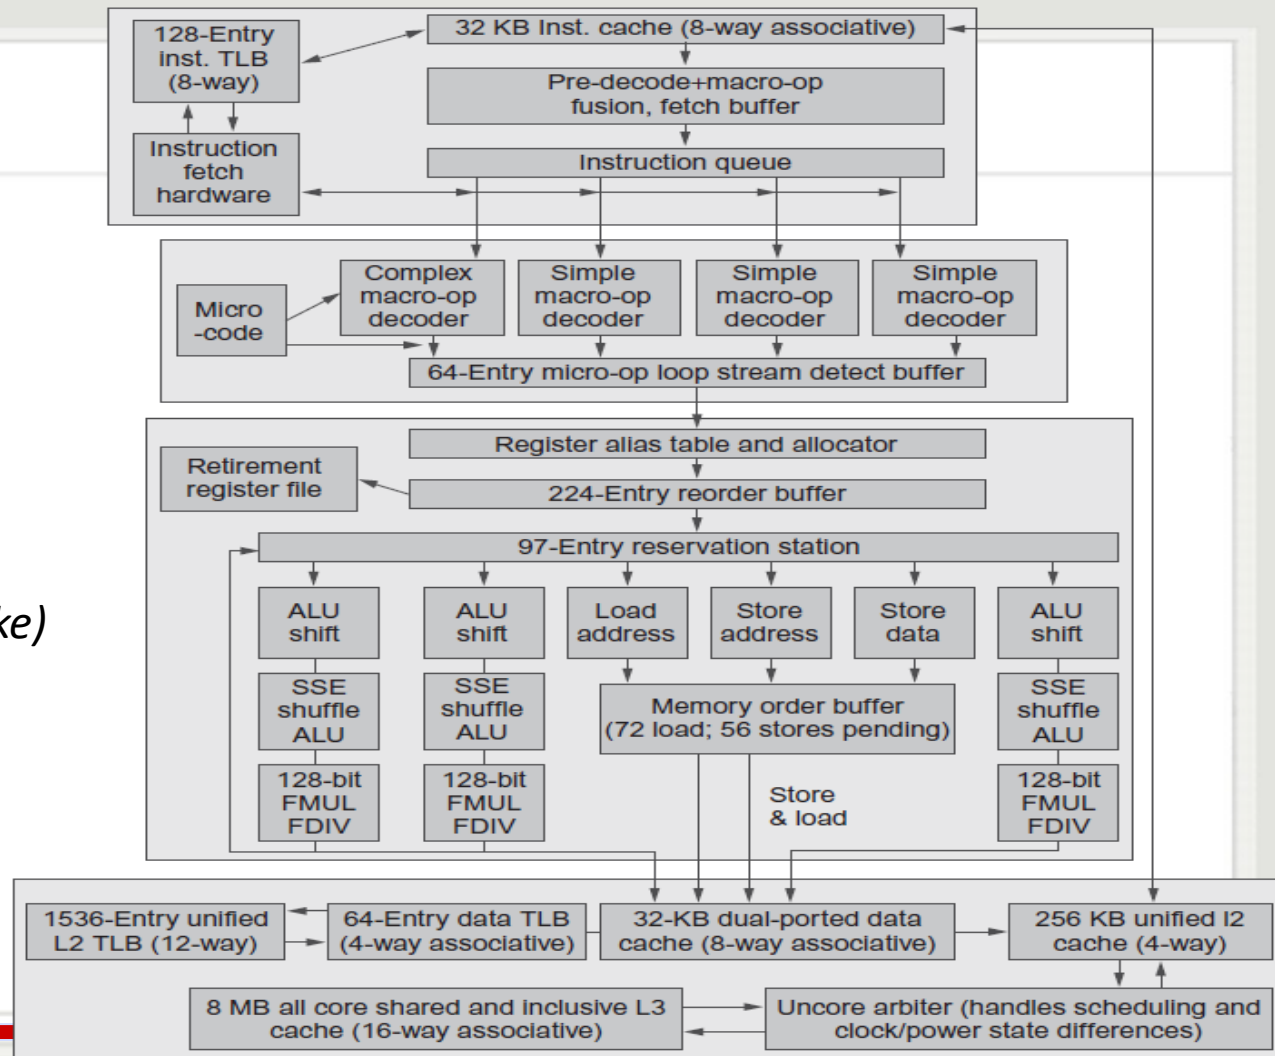 128-Entry
inst. TLB
(8-way)
32 KB Inst. cache (8-way associative)
Pre-decode+macro-op
fusion, fetch buffer
Instruction
fetch
hardware
Instruction queue
Micro
-code
Complex
macro-op
decoder
Simple
macro-op
decoder
Simple
macro-op
decoder
Simple
macro-op
decoder
64-Entry micro-op loop stream detect buffer
Register alias table and allocator
Retirement
register file
224-Entry reorder buffer
97-Entry reservation station
ke)
ALU
shift
ALU
shift
Load
address
Store
address
Store
data
ALU
shift
SSE
shuffle
ALU
SSE
shuffle
ALU
Memory order buffer
(72 load; 56 stores pending)
SSE
shuffle
ALU
128-bit
FMUL
FDIV
128-bit
FMUL
FDIV
Store
& load
128-bit
FMUL
FDIV
1536-Entry unified
L2 TLB (12-way)
64-Entry data TLB
(4-way associative)
32-KB dual-ported data
cache (8-way associative)
256 KB unified l2
cache (4-way)
8 MB all core shared and inclusive L3
cache (16-way associative)
Uncore arbiter (handles scheduling and
clock/power state differences)